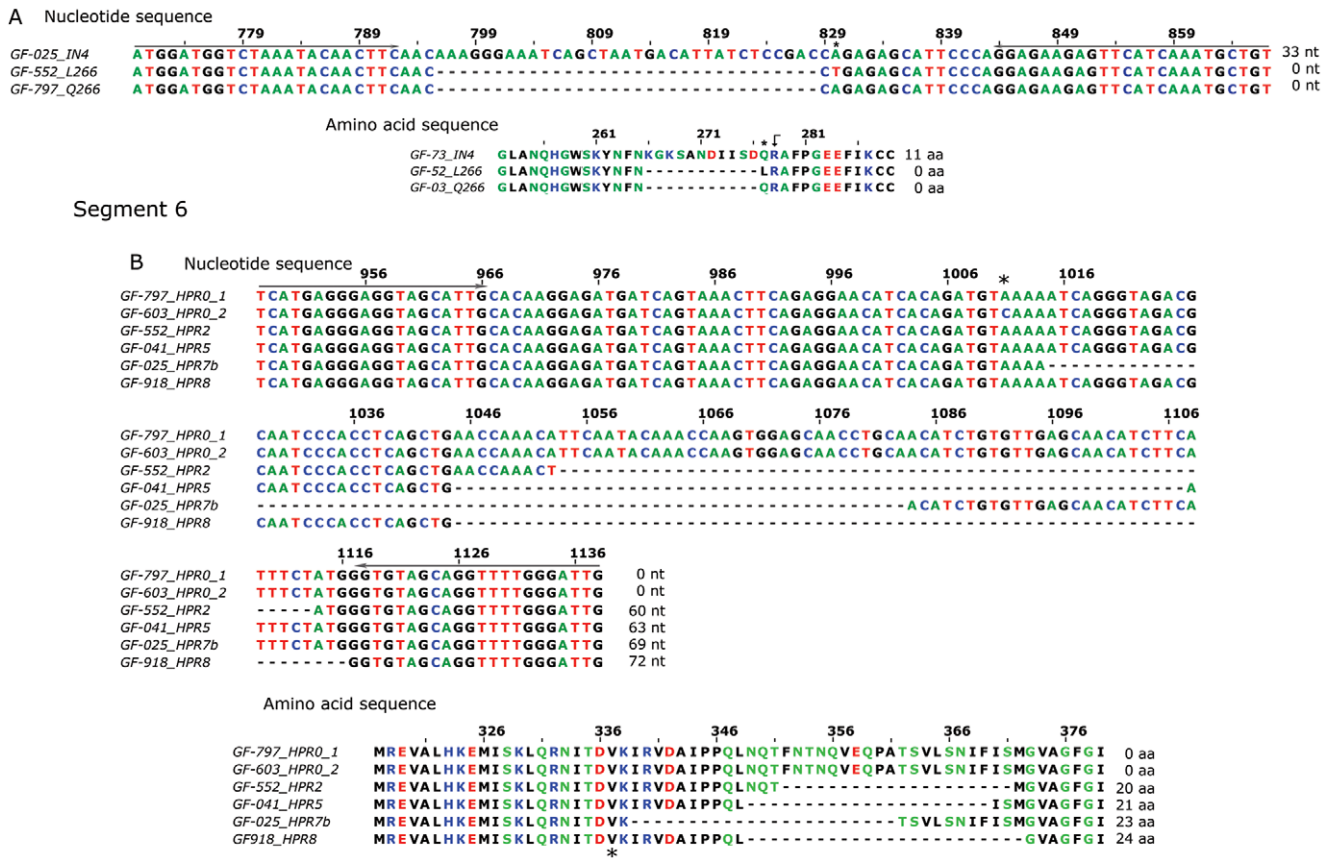 A Nucleotide sequence
779 789 799 809 819 829 839 849 859
*
GF-025_IN4 ATGGATGGTCTAAATACAACTTCAACAAAGGGAAATCAGCTAATGACATTATCTCCGACCAGAGAGCATTCCCAGGAGAAGAGTTCATCAAATGCTGT 33 nt
GF-552_L266 ATGGATGGTCTAAATACAACTTCAAC---------------------------------CTGAGAGCATTCCCAGGAGAAGAGTTCATCAAATGCTGT 0 nt
GF-797_Q266 ATGGATGGTCTAAATACAACTTCAAC---------------------------------CAGAGAGCATTCCCAGGAGAAGAGTTCATCAAATGCTGT 0 nt
Amino acid sequence
261 271 281
*
GF-73_IN4 GLANQHGWSKYNFNKGKSANDIISDQRAFPGEEFIKCC 11 aa
GF-52_L266 GLANQHGWSKYNFN-----------LRAFPGEEFIKCC 0 aa
GF-03_Q266 GLANQHGWSKYNFN-----------QRAFPGEEFIKCC 0 aa
Segment 6
B Nucleotide sequence
956 966 976 986 996 1006 1016
*
GF-797_HPR0_1 TCATGAGGGAGGTAGCATTGCACAAGGAGATGATCAGTAAACTTCAGAGGAACATCACAGATGTAAAAATCAGGGTAGACG
GF-603_HPR0_2 TCATGAGGGAGGTAGCATTGCACAAGGAGATGATCAGTAAACTTCAGAGGAACATCACAGATGTCAAAATCAGGGTAGACG
GF-552_HPR2 TCATGAGGGAGGTAGCATTGCACAAGGAGATGATCAGTAAACTTCAGAGGAACATCACAGATGTAAAAATCAGGGTAGACG
GF-041_HPR5 TCATGAGGGAGGTAGCATTGCACAAGGAGATGATCAGTAAACTTCAGAGGAACATCACAGATGTAAAAATCAGGGTAGACG
GF-025_HPR7b TCATGAGGGAGGTAGCATTGCACAAGGAGATGATCAGTAAACTTCAGAGGAACATCACAGATGTAAAA-------------
GF-918_HPR8 TCATGAGGGAGGTAGCATTGCACAAGGAGATGATCAGTAAACTTCAGAGGAACATCACAGATGTAAAAATCAGGGTAGACG
1036 1046 1056 1066 1076 1086 1096 1106
GF-797_HPR0_1 CAATCCCACCTCAGCTGAACCAAACATTCAATACAAACCAAGTGGAGCAACCTGCAACATCTGTGTTGAGCAACATCTTCA
GF-603_HPR0_2 CAATCCCACCTCAGCTGAACCAAACATTCAATACAAACCAAGTGGAGCAACCTGCAACATCTGTGTTGAGCAACATCTTCA
GF-552_HPR2 CAATCCCACCTCAGCTGAACCAAACT-------------------------------------------------------
GF-041_HPR5 CAATCCCACCTCAGCTG---------------------------------------------------------------A
GF-025_HPR7b --------------------------------------------------------ACATCTGTGTTGAGCAACATCTTCA
GF-918_HPR8 CAATCCCACCTCAGCTG----------------------------------------------------------------
1116 1126 1136
GF-797_HPR0_1 TTTCTATGGGTGTAGCAGGTTTTGGGATTG 0 nt
GF-603_HPR0_2 TTTCTATGGGTGTAGCAGGTTTTGGGATTG 0 nt
GF-552_HPR2 -----ATGGGTGTAGCAGGTTTTGGGATTG 60 nt
GF-041_HPR5 TTTCTATGGGTGTAGCAGGTTTTGGGATTG 63 nt
GF-025_HPR7b TTTCTATGGGTGTAGCAGGTTTTGGGATTG 69 nt
GF-918_HPR8 --------GGTGTAGCAGGTTTTGGGATTG 72 nt
Amino acid sequence
326 336 346 356 366 376
GF-797_HPR0_1 MREVALHKEMISKLQRNITDVKIRVDAIPPQLNQTFNTNQVEQPATSVLSNIFISMGVAGFGI 0 aa
GF-603_HPR0_2 MREVALHKEMISKLQRNITDVKIRVDAIPPQLNQTFNTNQVEQPATSVLSNIFISMGVAGFGI 0 aa
GF-552_HPR2 MREVALHKEMISKLQRNITDVKIRVDAIPPQLNQT--------------------MGVAGFGI 20 aa
GF-041_HPR5 MREVALHKEMISKLQRNITDVKIRVDAIPPQL---------------------ISMGVAGFGI 21 aa
GF-025_HPR7b MREVALHKEMISKLQRNITDVK-----------------------TSVLSNIFISMGVAGFGI 23 aa
GF918_HPR8 MREVALHKEMISKLQRNITDVKIRVDAIPPQL------------------------GVAGFGI 24 aa
*